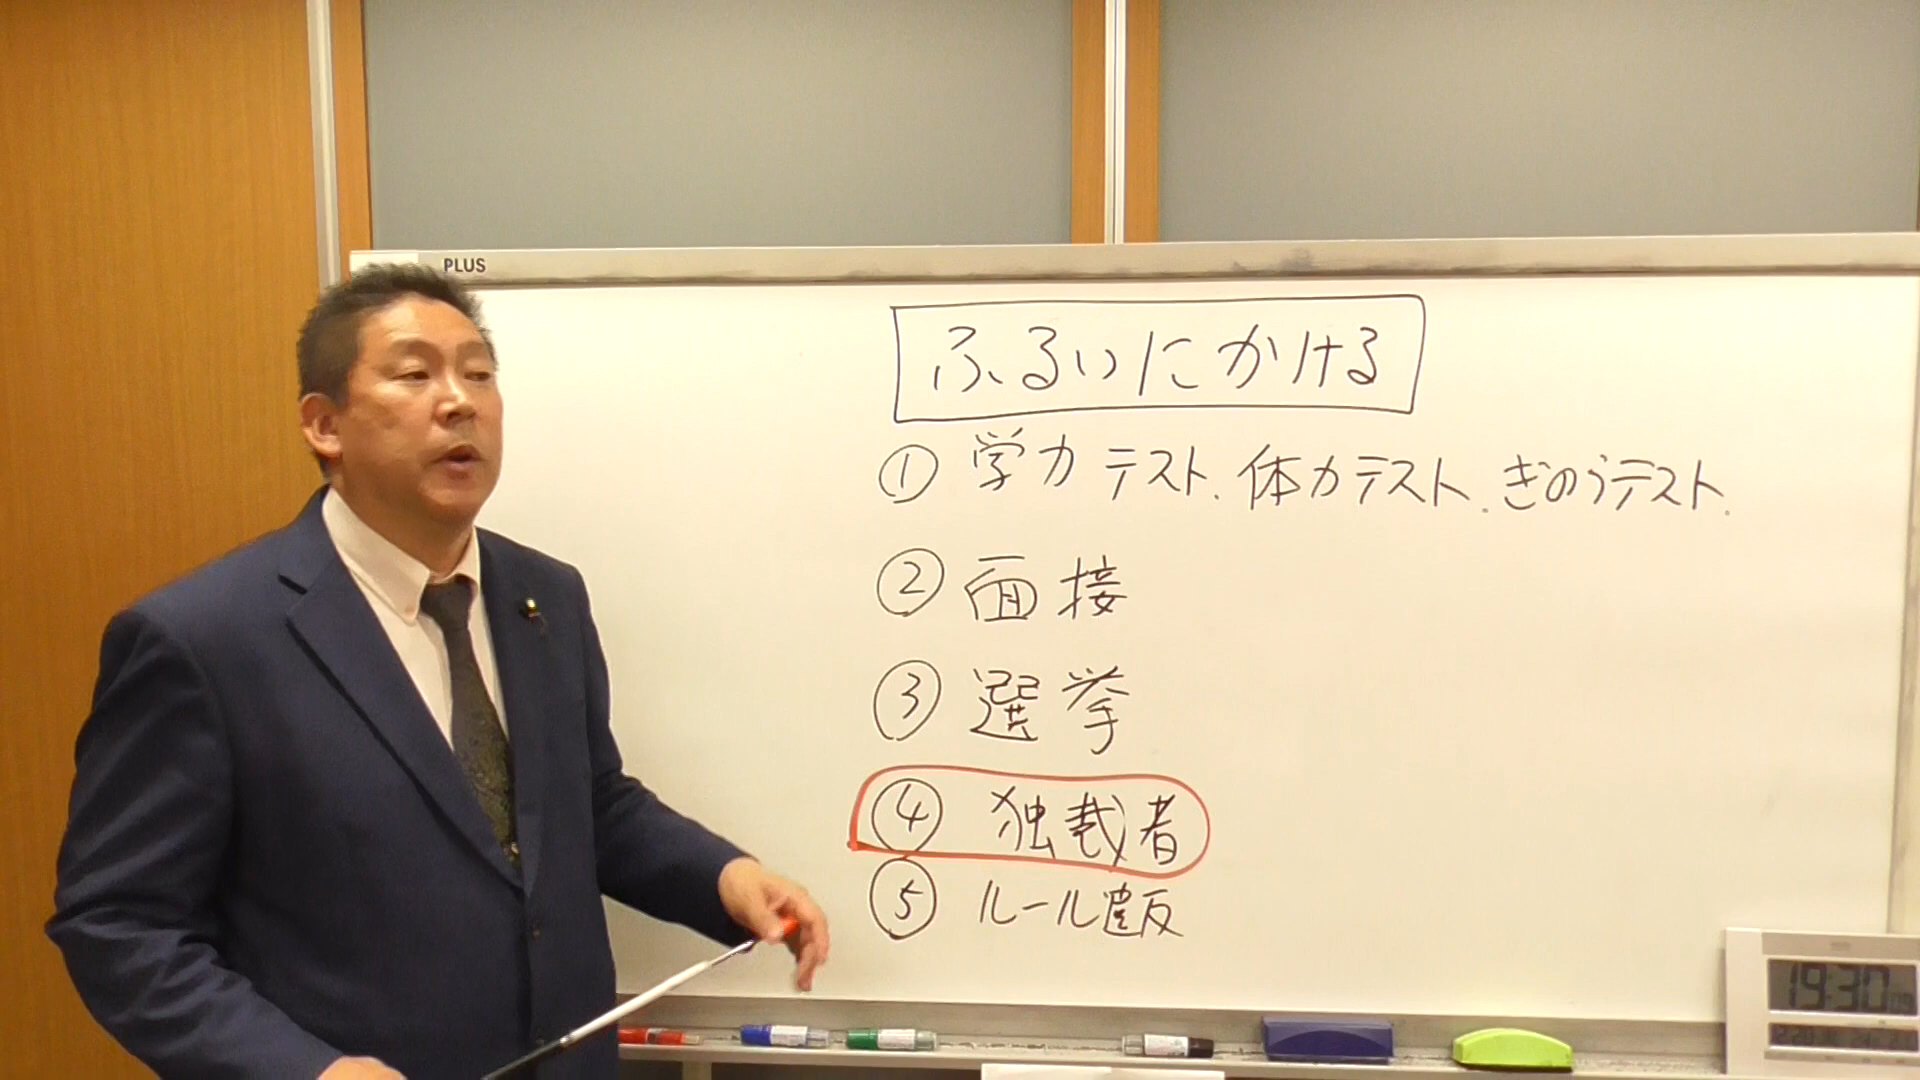 PLUS
ふるいにかける
① 学力テスト.体力テスト.ぎのうテスト.
② 面接
③ 選挙
④ 独裁者
⑤ ルール違反
19:30